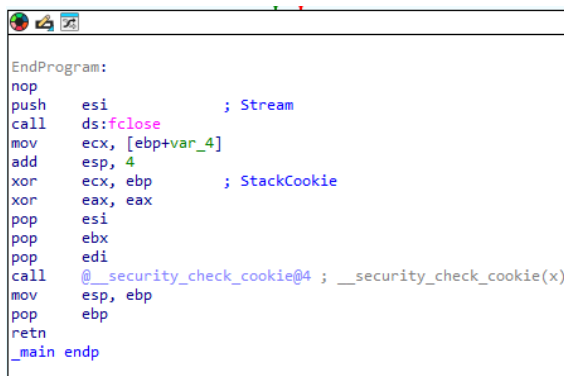 EndProgram:
nop
push esi ; Stream
call ds:fclose
mov ecx, [ebp+var_4]
add esp, 4
xor ecx, ebp ; StackCookie
xor eax, eax
pop esi
pop ebx
pop edi
call @__security_check_cookie@4 ; __security_check_cookie(x)
mov esp, ebp
pop ebp
retn
_main endp